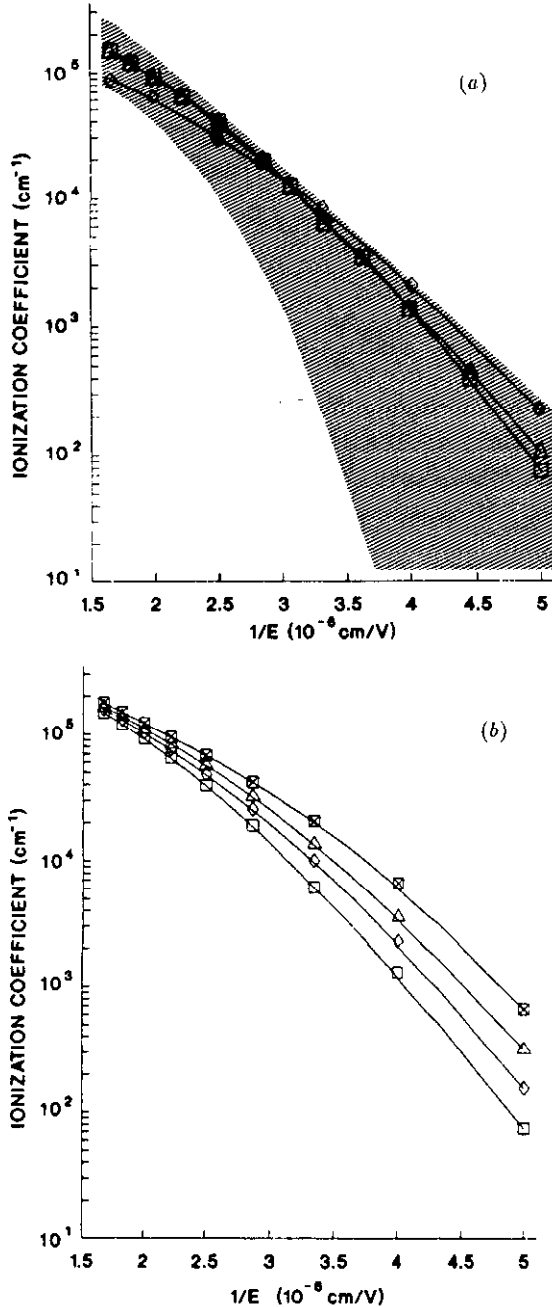 (a)
IONIZATION COEFFICIENT (cm⁻¹)
10⁵
10⁴
10³
10²
10¹
1.5 2 2.5 3 3.5 4 4.5 5
1/E (10⁻⁶ cm/V)
(b)
IONIZATION COEFFICIENT (cm⁻¹)
10⁵
10⁴
10³
10²
10¹
1.5 2 2.5 3 3.5 4 4.5 5
1/E (10⁻⁶ cm/V)